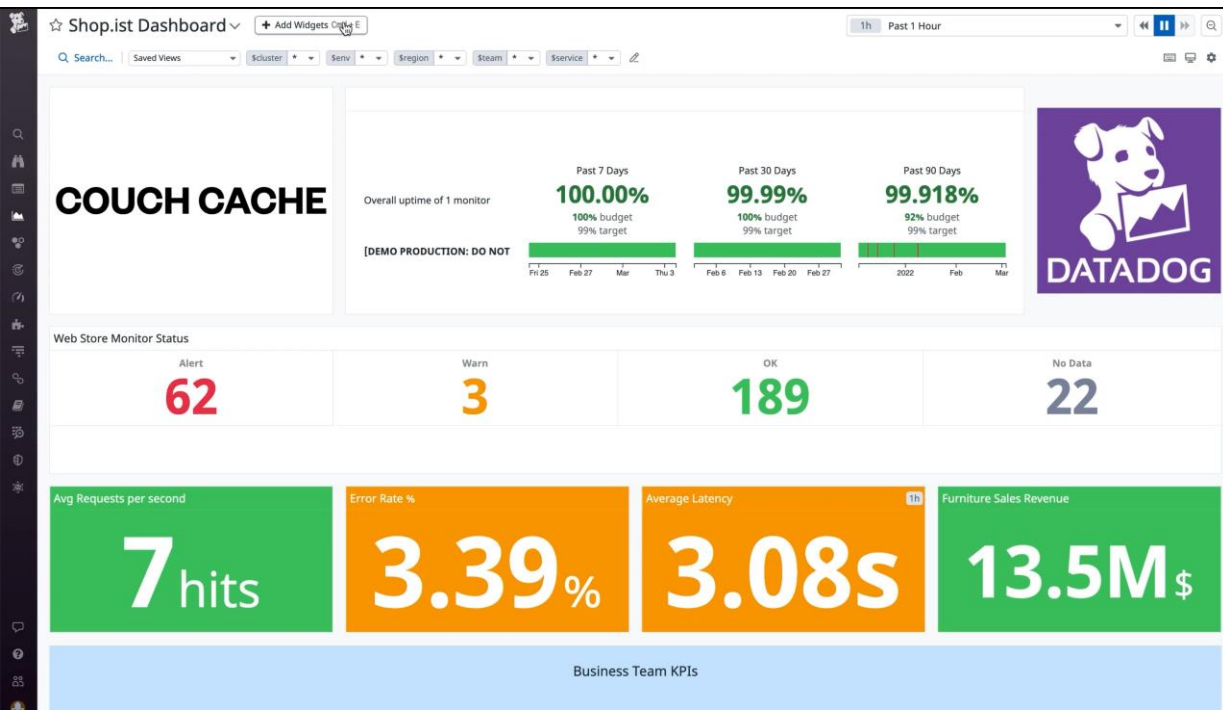 Shop.ist Dashboard
+ Add Widgets
1h Past 1 Hour
Search... Saved Views $cluster * $env * $region * $team * $service *
COUCH CACHE
Past 7 Days Past 30 Days Past 90 Days
Overall uptime of 1 monitor 100.00% 99.99% 99.918%
100% budget 100% budget 92% budget
99% target 99% target 99% target
[DEMO PRODUCTION: DO NOT
Fri 25 Feb 27 Mar Thu 3 Feb 6 Feb 13 Feb 20 Feb 27 2022 Feb Mar
DATADOG
Web Store Monitor Status
Alert Warn OK No Data
62 3 189 22
Avg Requests per second Error Rate % Average Latency 1h Furniture Sales Revenue
7 hits 3.39% 3.08s 13.5M $
Business Team KPIs